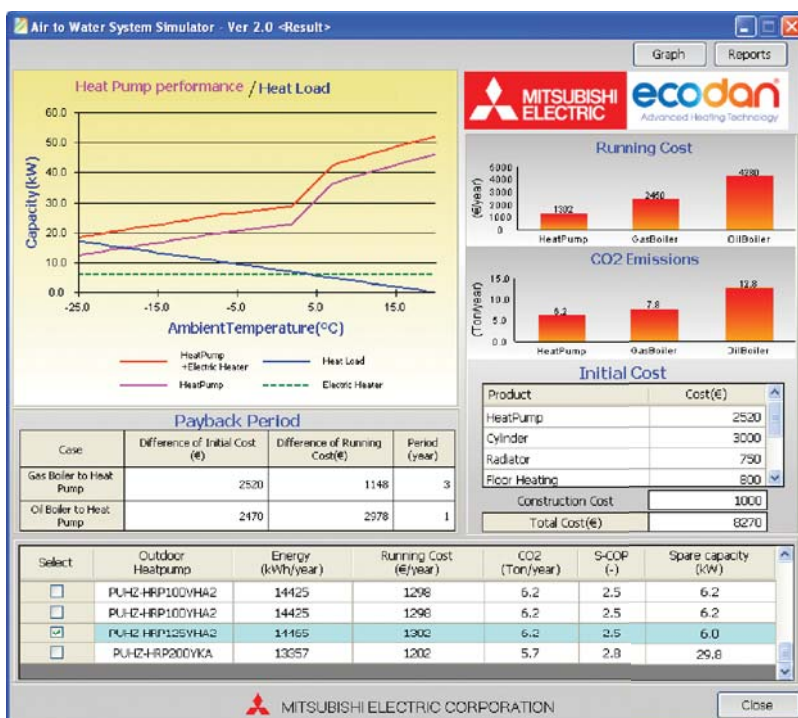 Air to Water System Simulator - Ver 2.0 <Result>
Graph Reports
Heat Pump performance / Heat Load
60.0
50.0
40.0
30.0
20.0
10.0
0.0
Capacity(kW)
-25.0 -15.0 -5.0 5.0 15.0
AmbientTemperature(°C)
HeatPump +Electric Heater
Heat Load
HeatPump
Electric Heater
MITSUBISHI ELECTRIC
ecodan®
Advanced Heating Technology
Running Cost
6000
5000
4000
3000
2000
1000
0
(€/year)
1302 2450 4280
HeatPump GasBoiler OilBoiler
CO2 Emissions
15.0
10.0
5.0
0.0
(Ton/year)
6.2 7.8 12.8
HeatPump GasBoiler OilBoiler
Initial Cost
Product Cost(€)
HeatPump 2520
Cylinder 3000
Radiator 750
Floor Heating 800
Construction Cost 1000
Total Cost(€) 8270
Payback Period
Case Difference of Initial Cost (€) Difference of Running Cost(€) Period (year)
Gas Boiler to Heat Pump 2520 1148 3
Oil Boiler to Heat Pump 2470 2978 1
Select Outdoor Heatpump Energy (kWh/year) Running Cost (€/year) CO2 (Ton/year) S-COP (-) Spare capacity (kW)
PUHZ-HRP100VHA2 14425 1298 6.2 2.5 6.2
PUHZ-HRP100YHA2 14425 1298 6.2 2.5 6.2
PUHZ-HRP125YHA2 14465 1302 6.2 2.5 6.0
PUHZ-HRP200YKA 13357 1202 5.7 2.8 29.8
MITSUBISHI ELECTRIC CORPORATION
Close